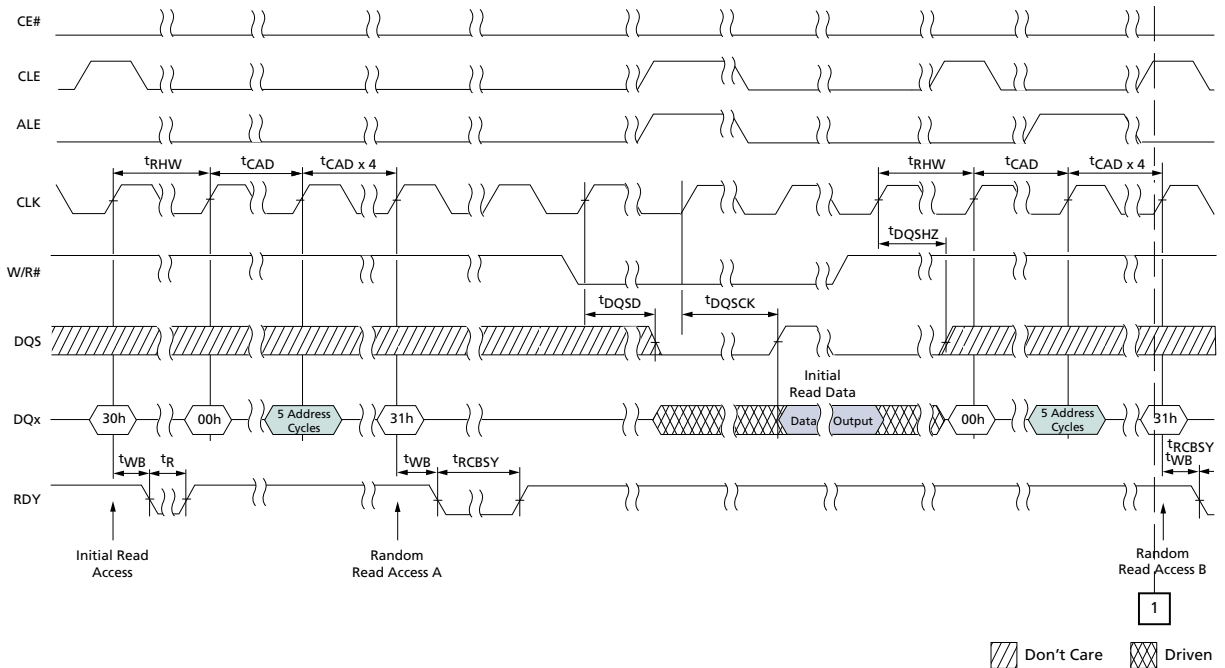 CE#
CLE
ALE
tRHW
tCAD
tCAD x 4
tRHW
tCAD
tCAD x 4
CLK
tDQSHZ
W/R#
tDQSD
tDQSCK
DQS
Initial
Read Data
DQx
30h
00h
5 Address
Cycles
31h
Data
Output
00h
5 Address
Cycles
31h
tWB
tR
tWB
tRCBSY
tRCBSY
tWB
RDY
Initial Read
Access
Random
Read Access A
Random
Read Access B
1
Don't Care
Driven